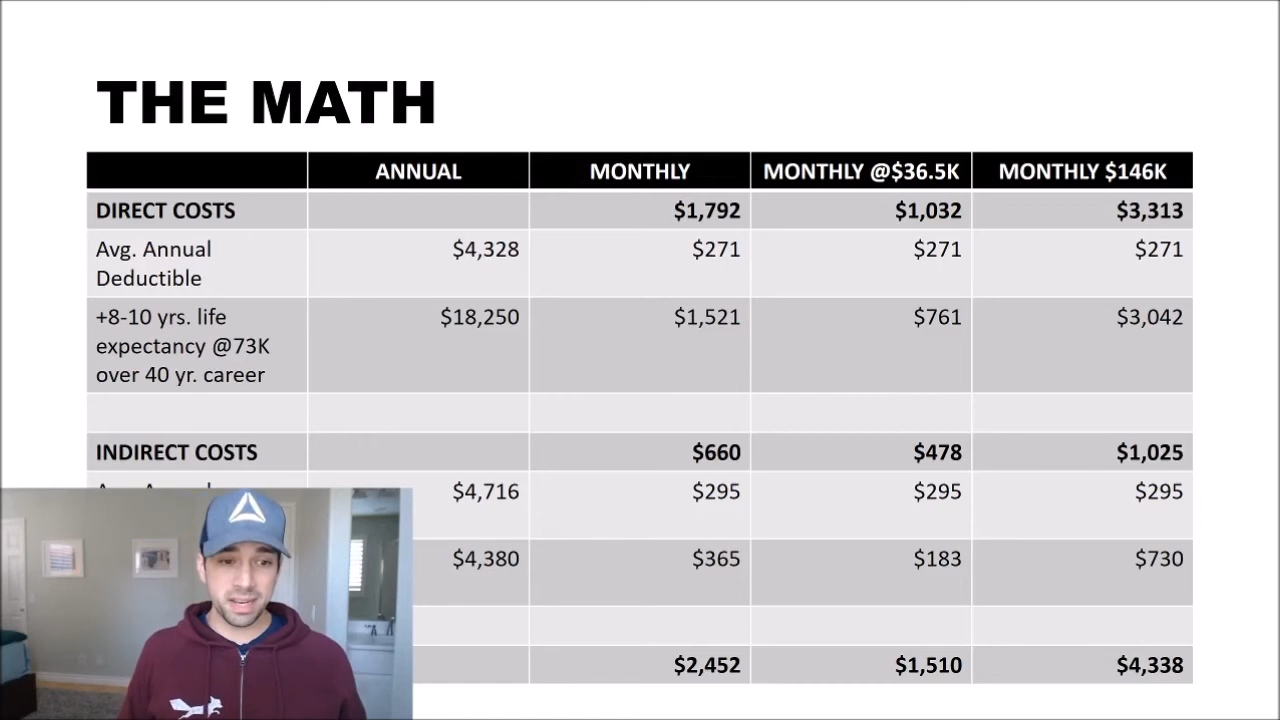 THE MATH
ANNUAL MONTHLY MONTHLY @$36.5K MONTHLY $146K
DIRECT COSTS $1,792 $1,032 $3,313
Avg. Annual $4,328 $271 $271 $271
Deductible
+8-10 yrs. life $18,250 $1,521 $761 $3,042
expectancy @73K
over 40 yr. career
INDIRECT COSTS $660 $478 $1,025
$4,716 $295 $295 $295
$4,380 $365 $183 $730
$2,452 $1,510 $4,338